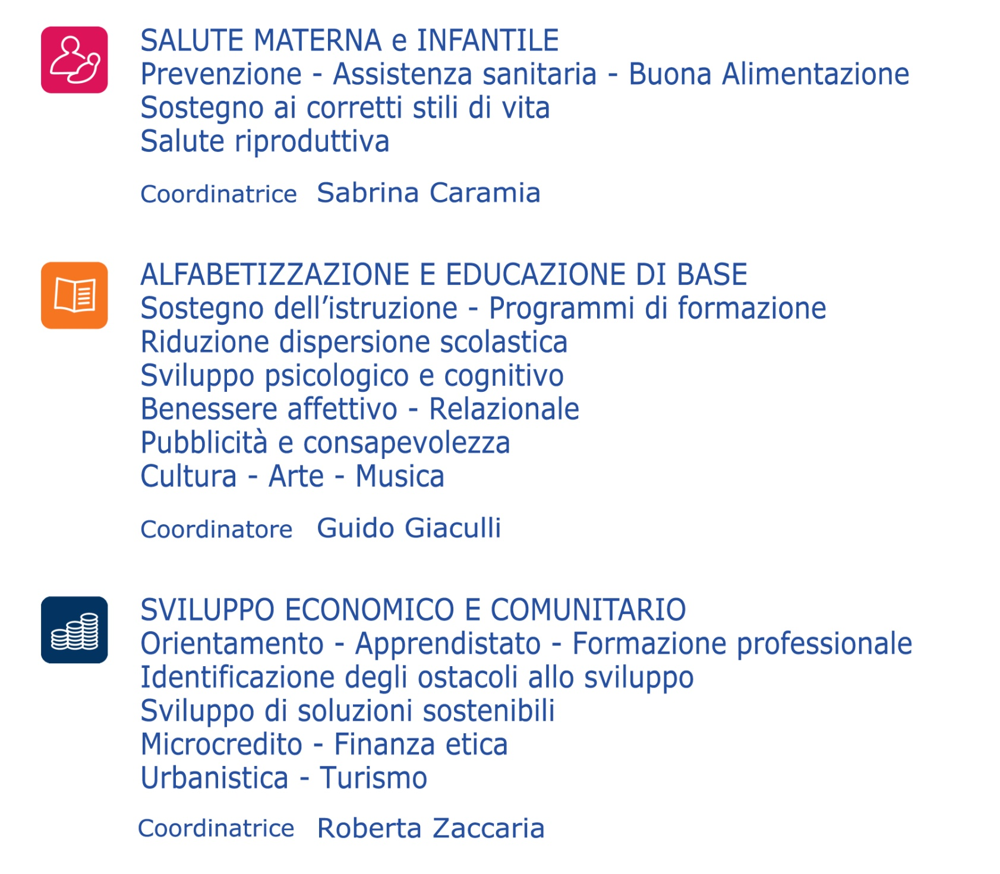 SALUTE MATERNA e INFANTILE
Prevenzione - Assistenza sanitaria - Buona Alimentazione
Sostegno ai corretti stili di vita
Salute riproduttiva
Coordinatrice Sabrina Caramia
ALFABETIZZAZIONE E EDUCAZIONE DI BASE
Sostegno dell’istruzione - Programmi di formazione
Riduzione dispersione scolastica
Sviluppo psicologico e cognitivo
Benessere affettivo - Relazionale
Pubblicità e consapevolezza
Cultura - Arte - Musica
Coordinatore Guido Giaculli
SVILUPPO ECONOMICO E COMUNITARIO
Orientamento - Apprendistato - Formazione professionale
Identificazione degli ostacoli allo sviluppo
Sviluppo di soluzioni sostenibili
Microcredito - Finanza etica
Urbanistica - Turismo
Coordinatrice Roberta Zaccaria